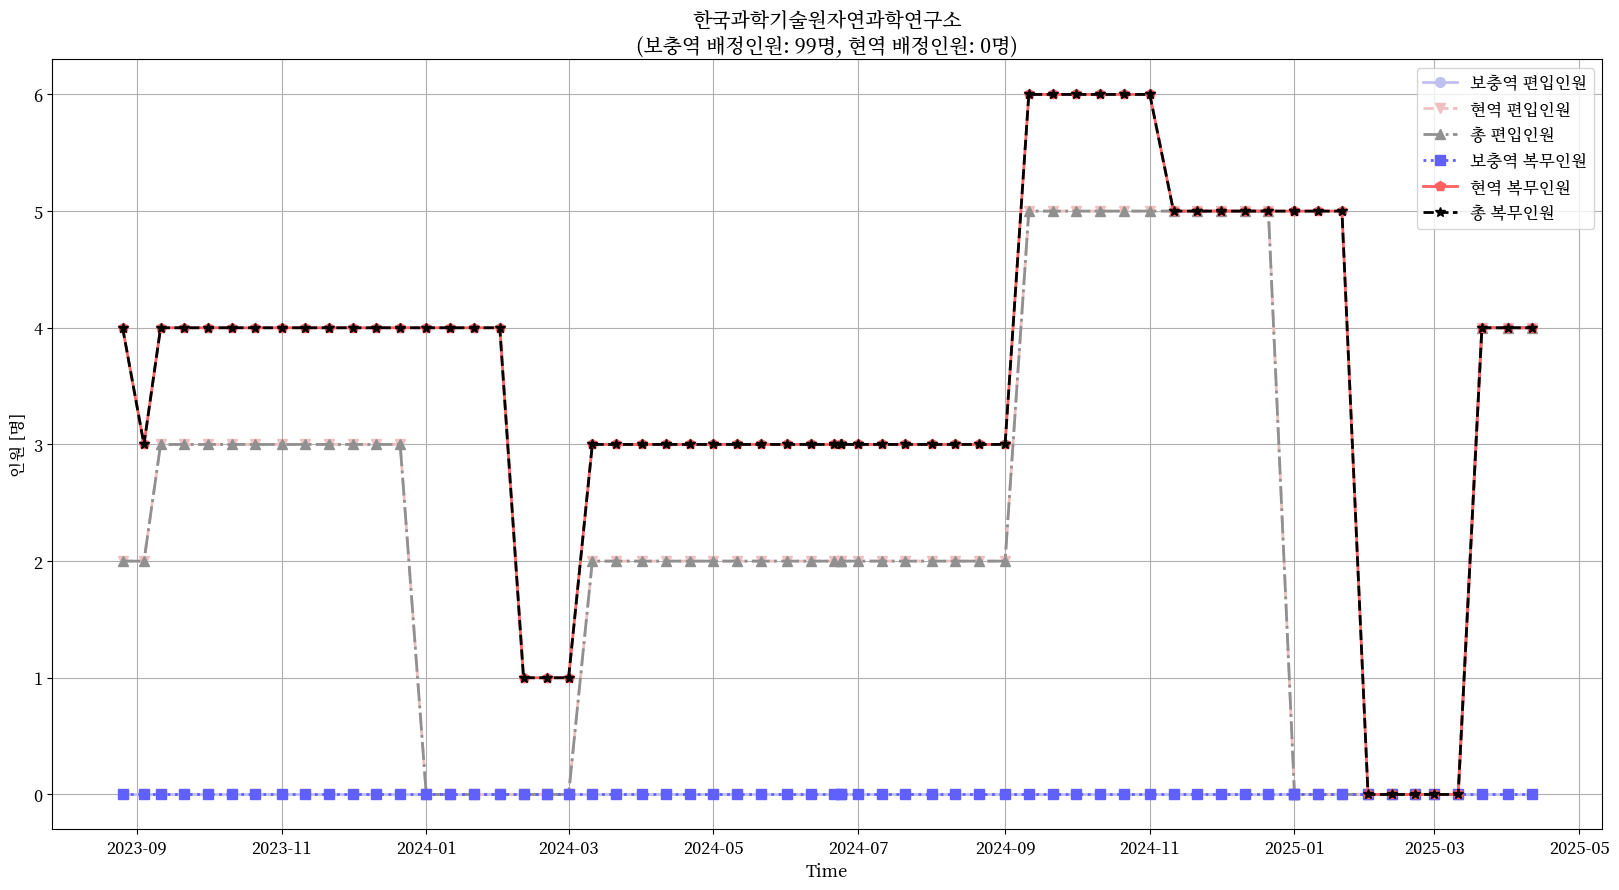 한국과학기술원자연과학연구소
(보충역 배정인원: 99명, 현역 배정인원: 0명)
보충역 편입인원
현역 편입인원
총 편입인원
보충역 복무인원
현역 복무인원
총 복무인원
인원 [명]
6
5
4
3
2
1
0
2023-09 2023-11 2024-01 2024-03 2024-05 2024-07 2024-09 2024-11 2025-01 2025-03 2025-05
Time